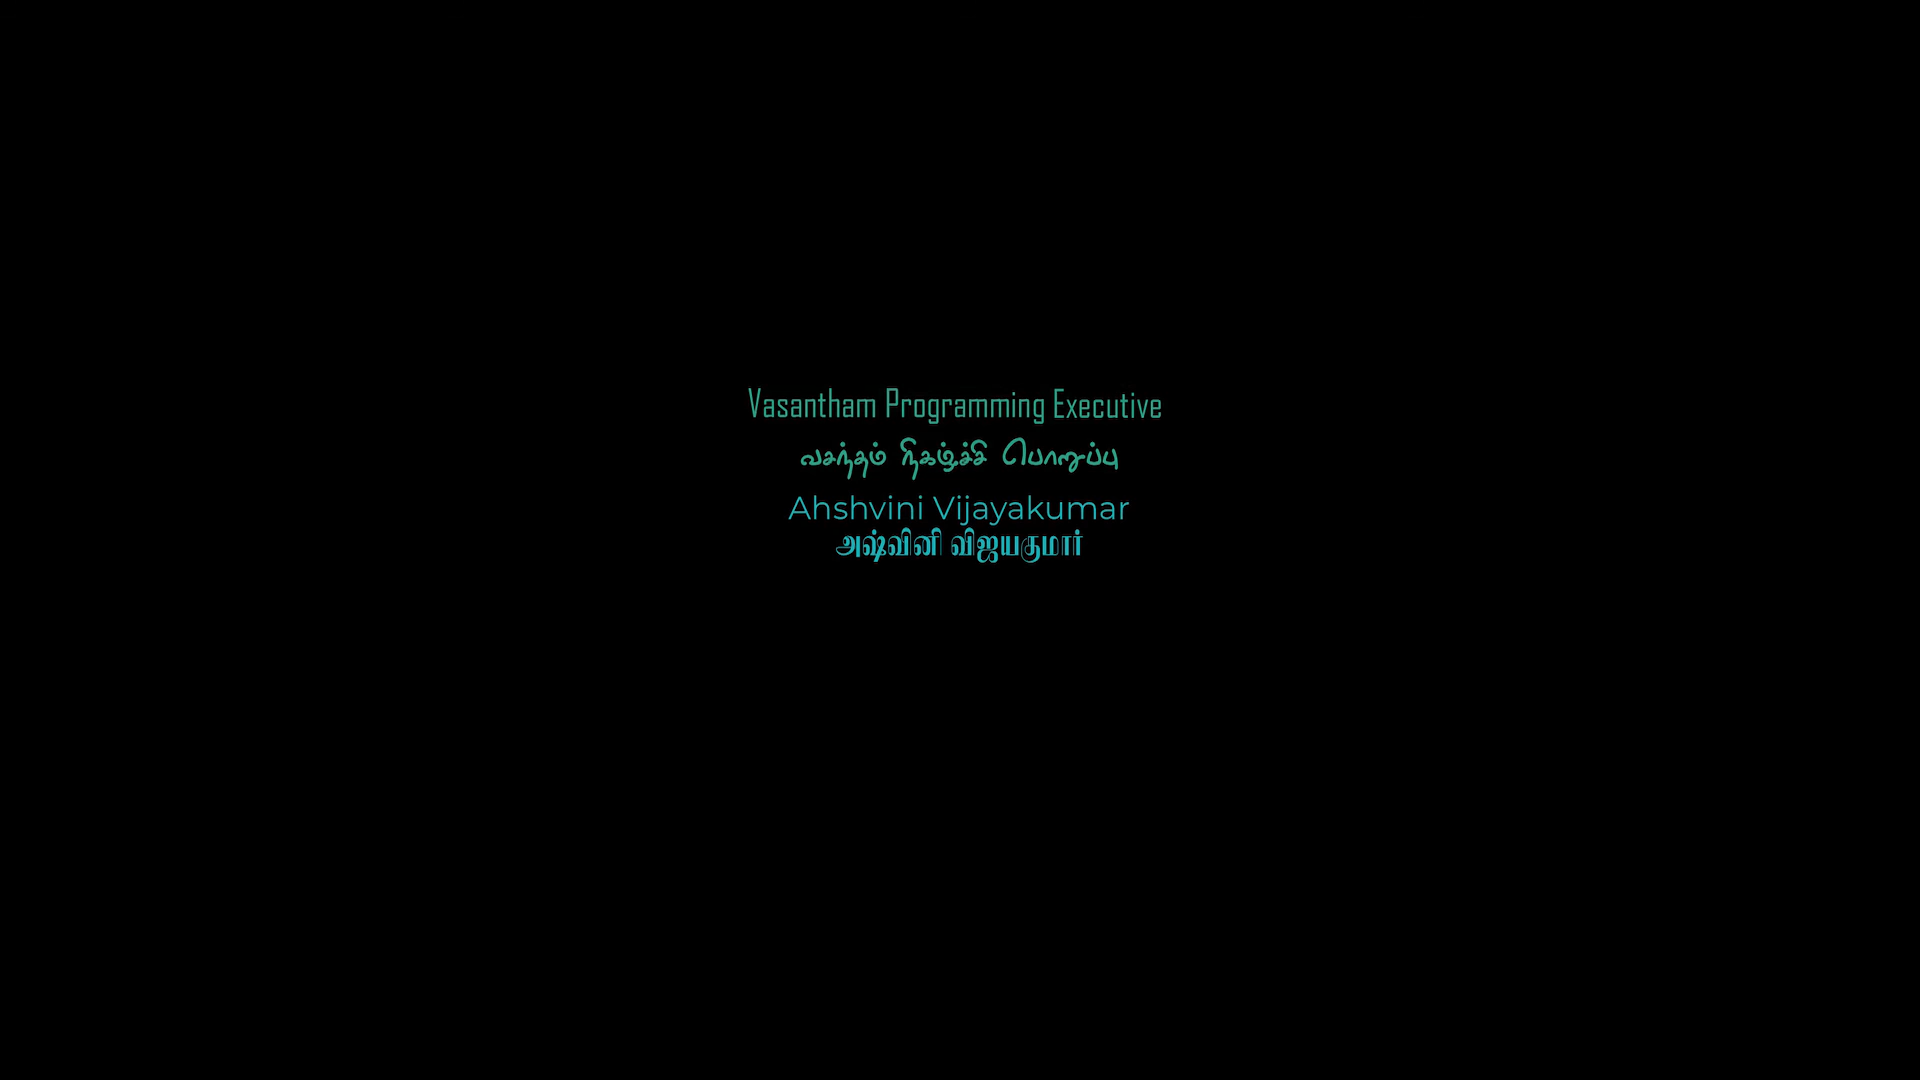 Vasantham Programming Executive
வசந்தம் நிகழ்ச்சி பொறுப்பு
Ahshvini Vijayakumar
அஷ்வினி விஜயகுமார்